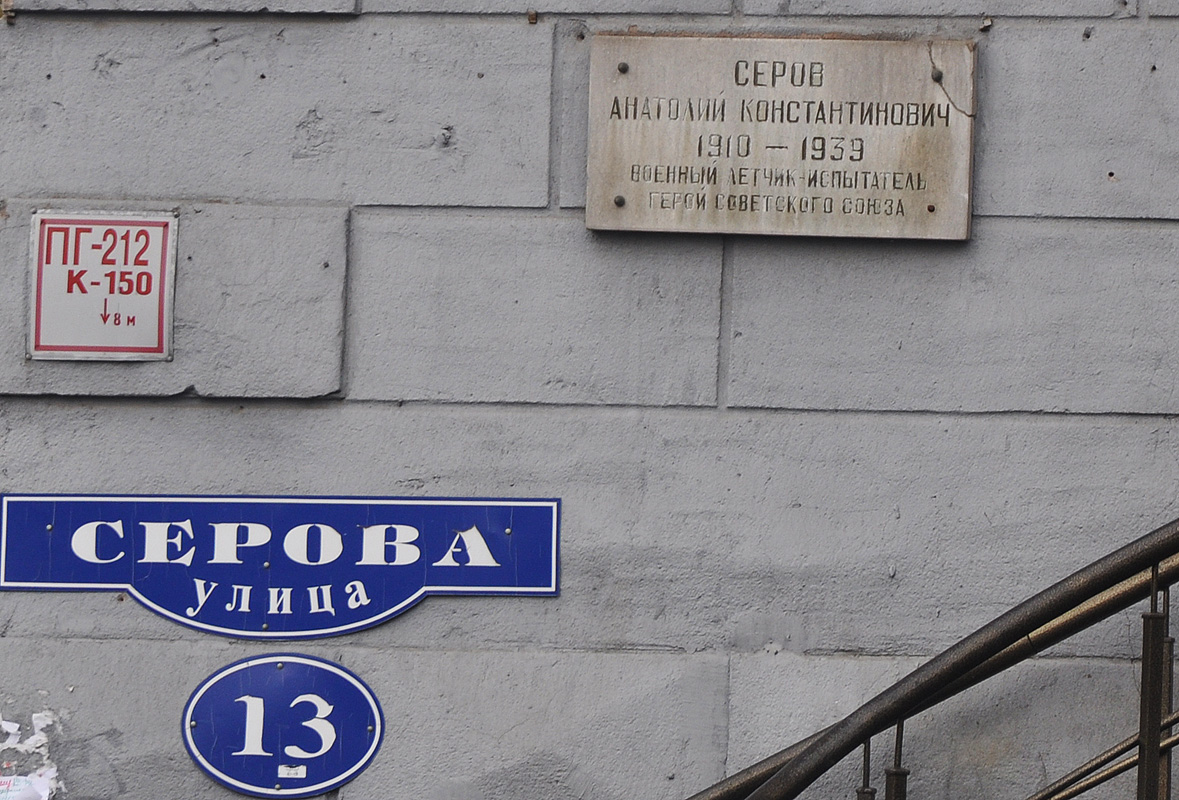 СЕРОВ
АНАТОЛИЙ КОНСТАНТИНОВИЧ
1910 — 1939
ВОЕННЫЙ ЛЕТЧИК-ИСПЫТАТЕЛЬ
ГЕРОЙ СОВЕТСКОГО СОЮЗА
ПГ-212
К-150
↓8 м
СЕРОВА
улица
13